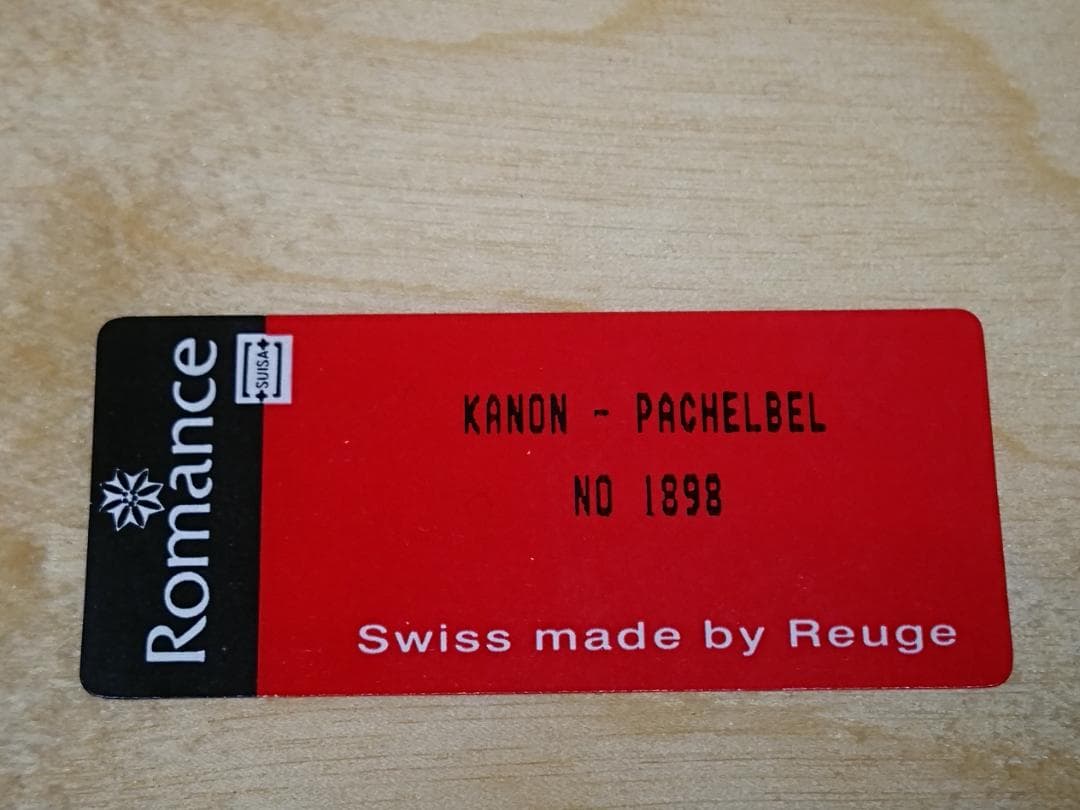 Romance
SUISA
KANON - PACHELBEL
NO 1898
Swiss made by Reuge